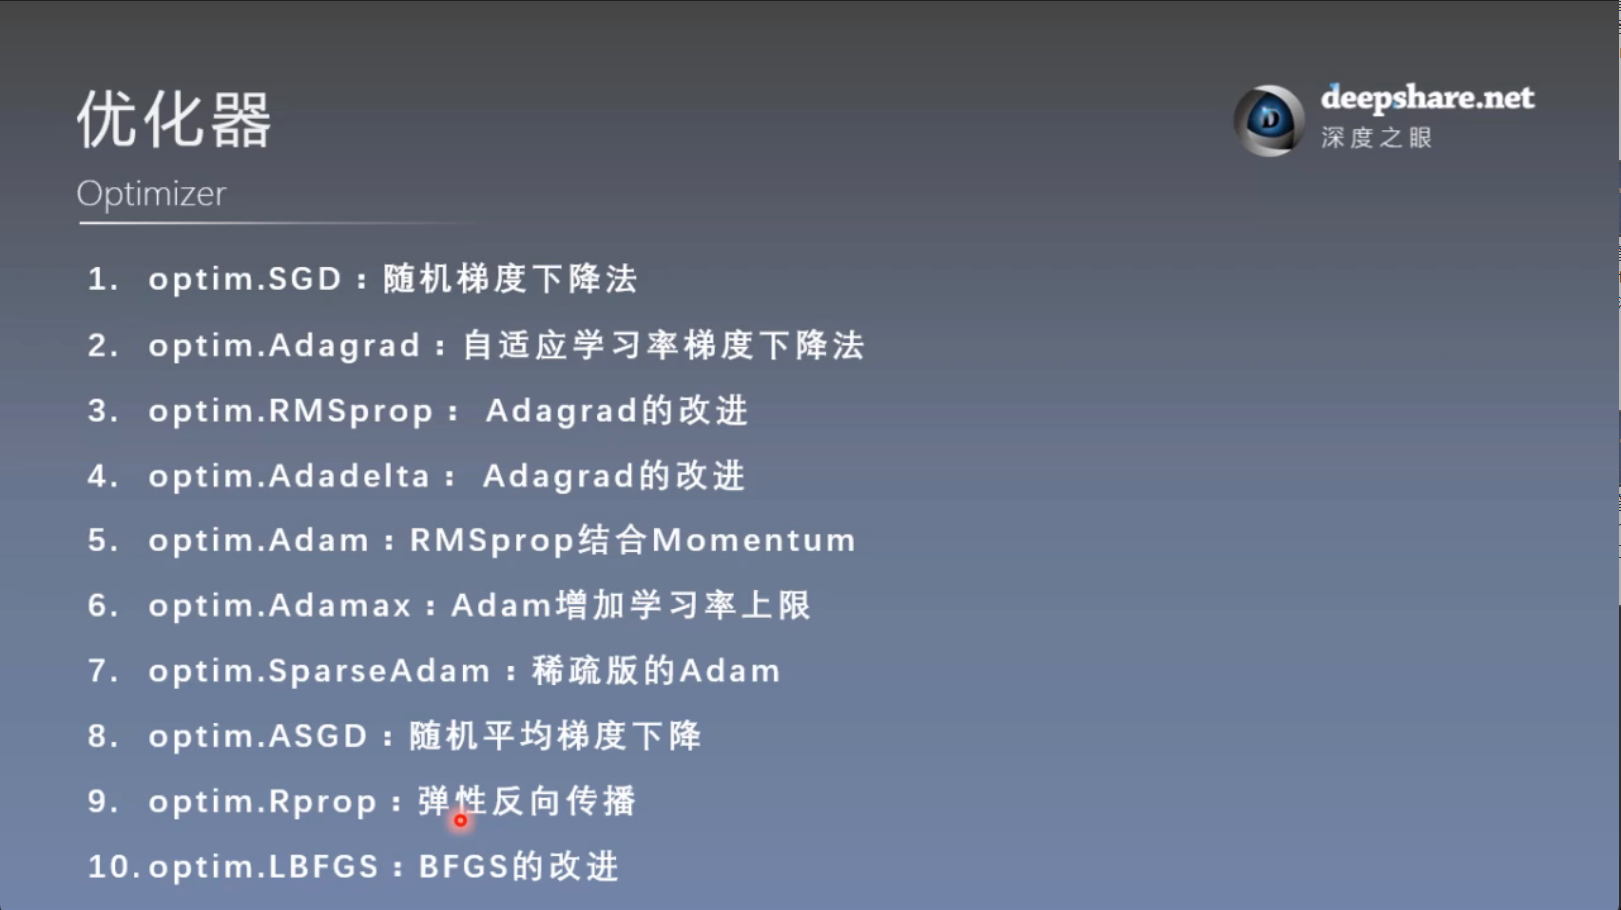 优化器
deepshare.net
深度之眼
Optimizer
1. optim.SGD：随机梯度下降法
2. optim.Adagrad：自适应学习率梯度下降法
3. optim.RMSprop： Adagrad的改进
4. optim.Adadelta： Adagrad的改进
5. optim.Adam：RMSprop结合Momentum
6. optim.Adamax：Adam增加学习率上限
7. optim.SparseAdam：稀疏版的Adam
8. optim.ASGD：随机平均梯度下降
9. optim.Rprop：弹性反向传播
10. optim.LBFGS：BFGS的改进